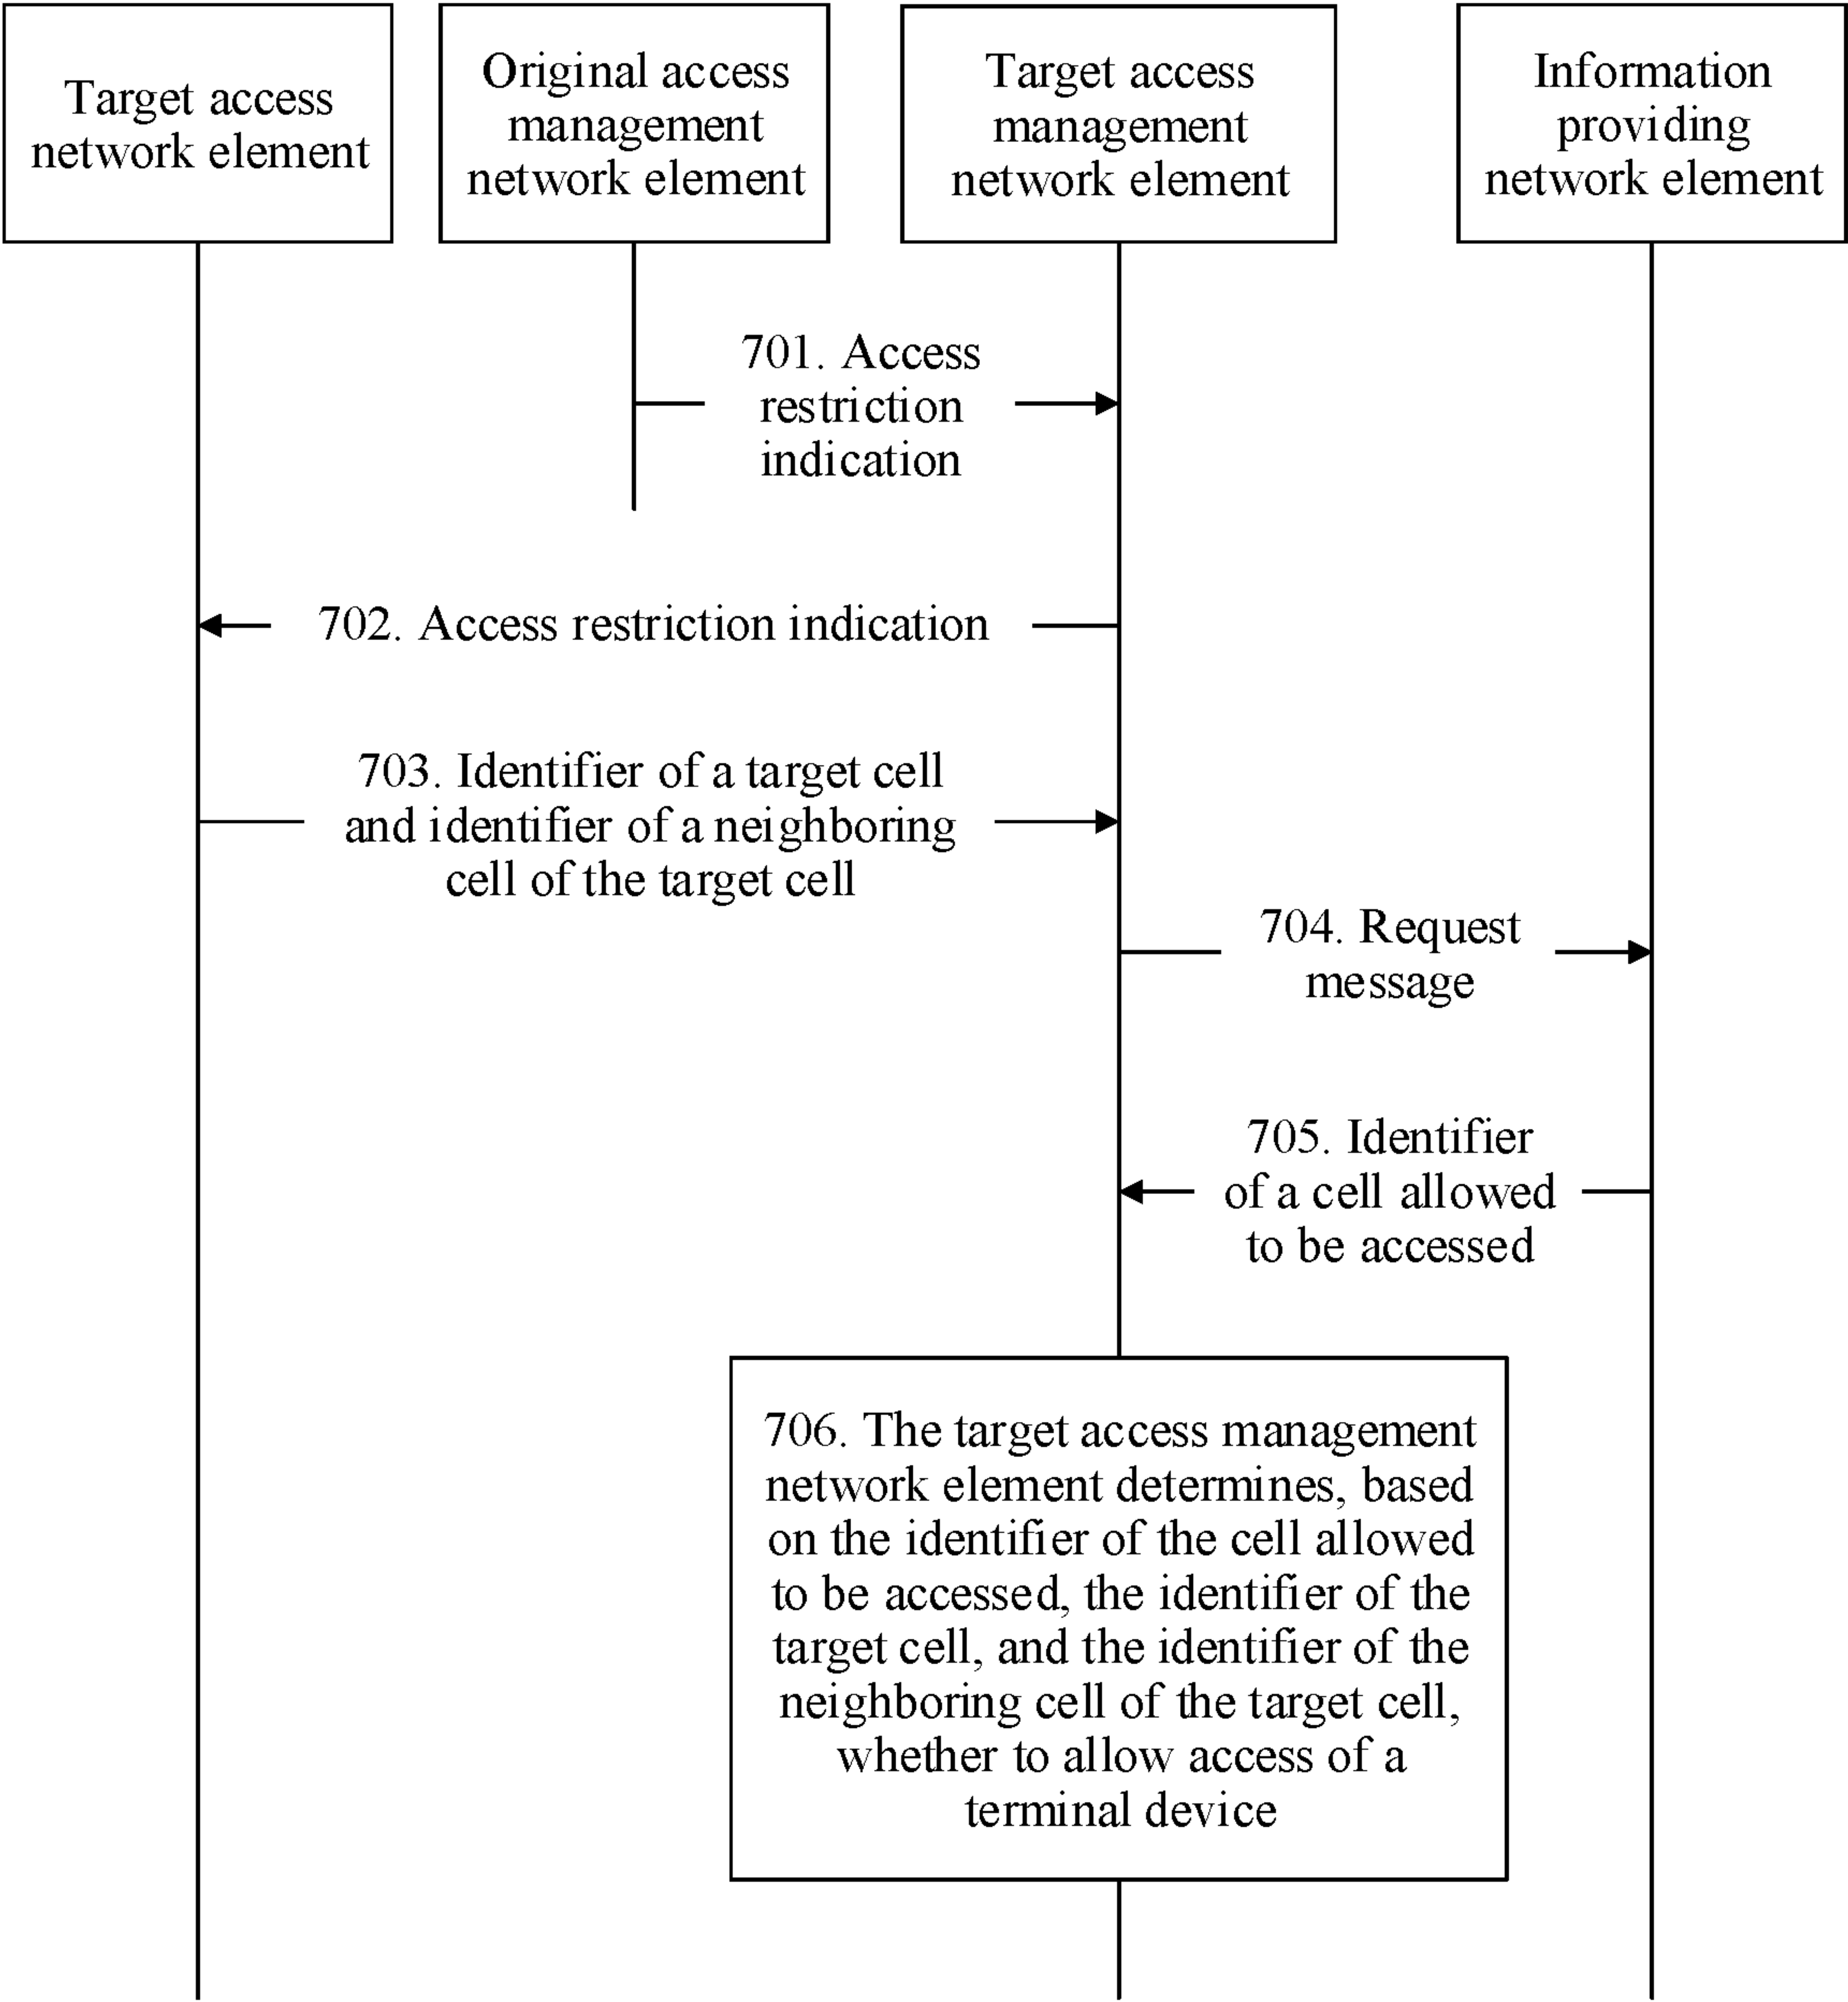 Target access
network element
Original access
management
network element
Target access
management
network element
Information
providing
network element
701. Access
restriction
indication
702. Access restriction indication
703. Identifier of a target cell
and identifier of a neighboring
cell of the target cell
704. Request
message
705. Identifier
of a cell allowed
to be accessed
706. The target access management
network element determines, based
on the identifier of the cell allowed
to be accessed, the identifier of the
target cell, and the identifier of the
neighboring cell of the target cell,
whether to allow access of a
terminal device